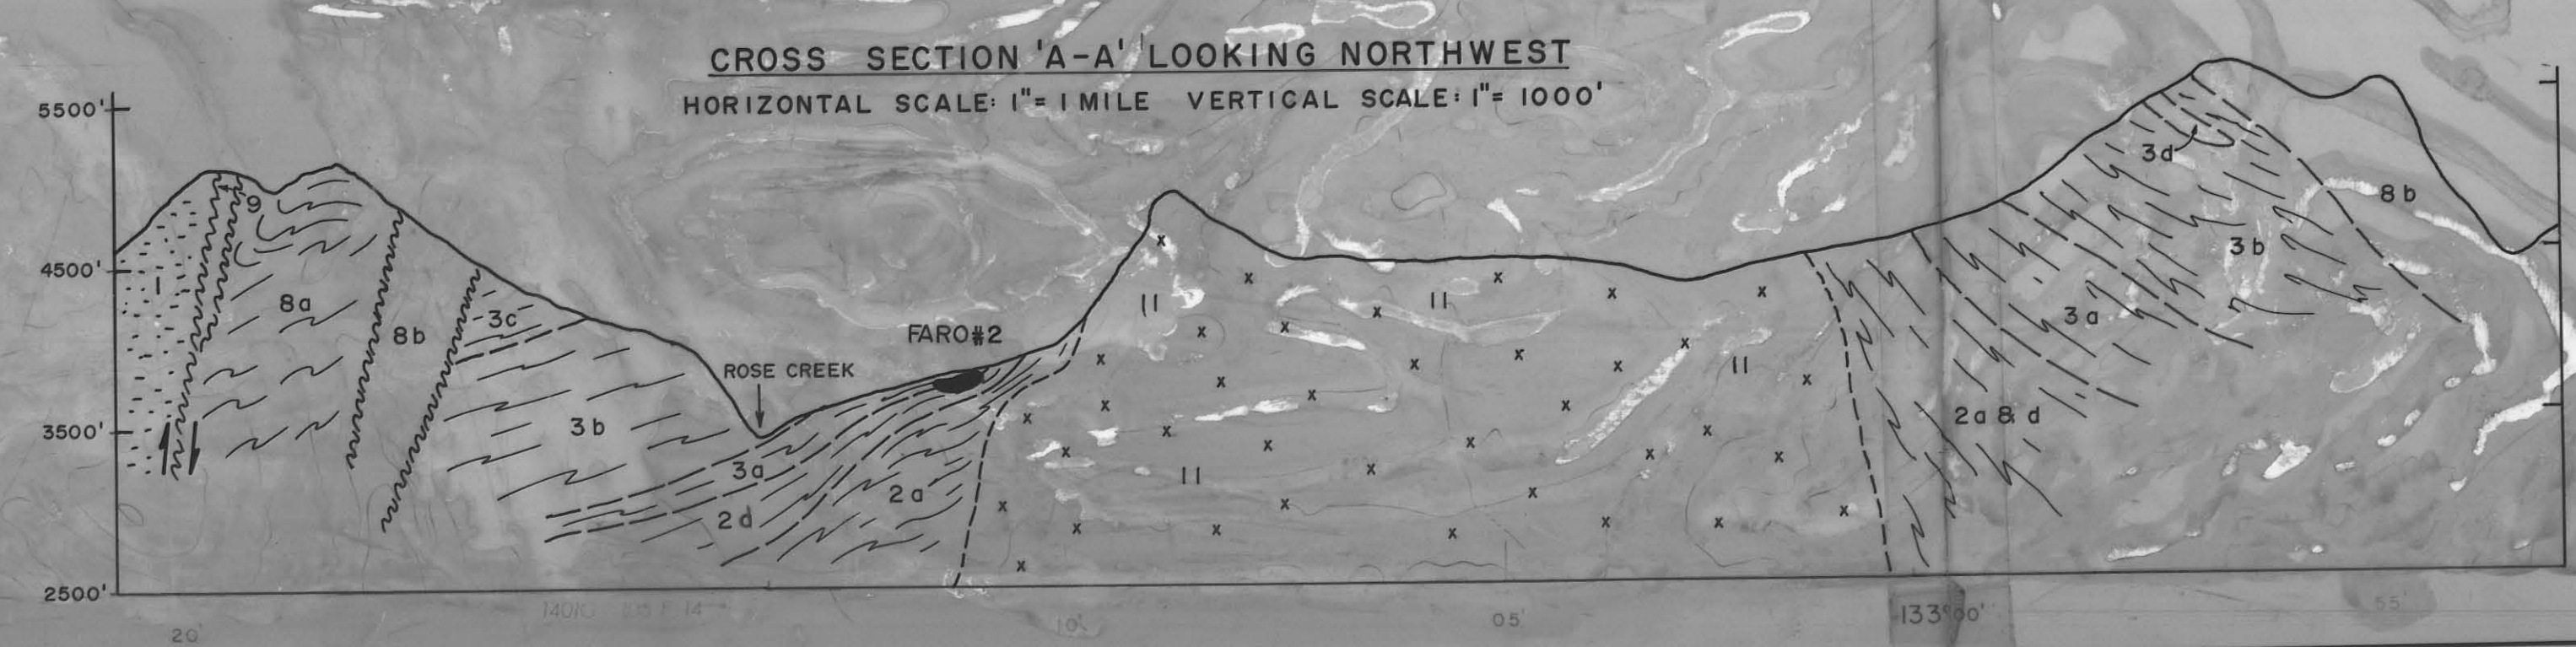 CROSS SECTION 'A-A' LOOKING NORTHWEST
HORIZONTAL SCALE: 1"= 1 MILE VERTICAL SCALE: 1"= 1000'
5500'
3d
9
8b
4500'
3b
1
11
11
8a
3c
3a
8b
FARO#2
11
ROSE CREEK
2a & d
3b
3500'
3a
11
2a
2d
2500'
133°00'
55'
20'
10'
05'